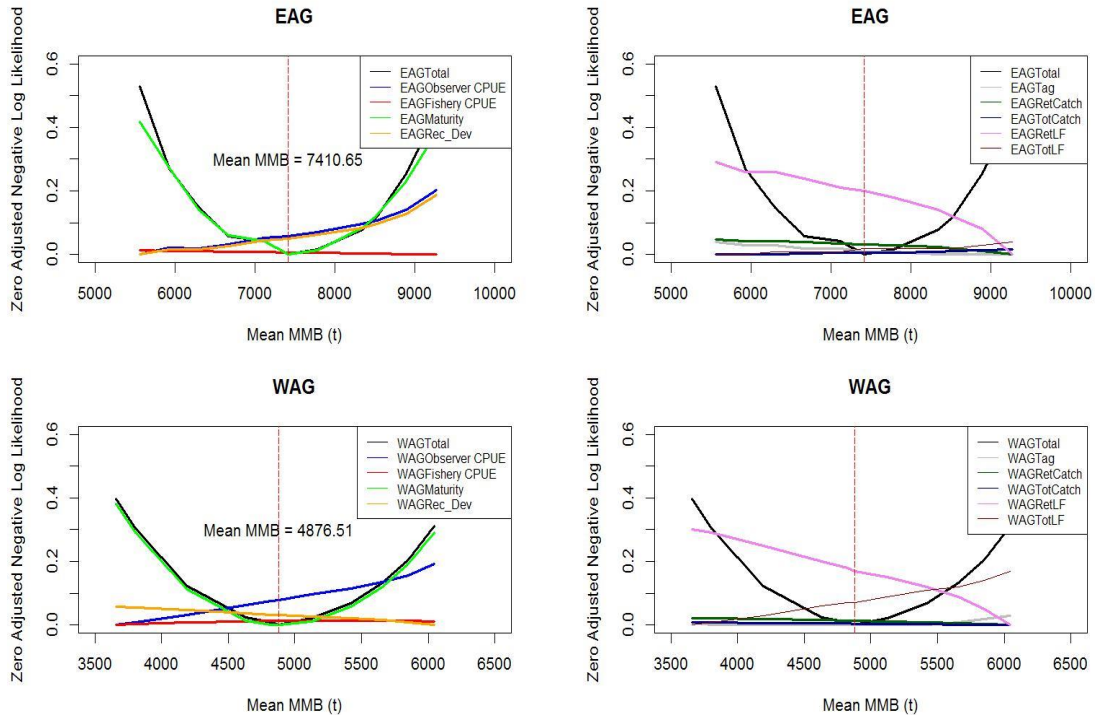 EAG
Zero Adjusted Negative Log Likelihood
0.0 0.2 0.4 0.6
EAGTotal
EAGObserver CPUE
EAGFishery CPUE
EAGMaturity
EAGRec_Dev
Mean MMB = 7410.65
5000 6000 7000 8000 9000 10000
Mean MMB (t)
EAG
Zero Adjusted Negative Log Likelihood
0.0 0.2 0.4 0.6
EAGTotal
EAGTag
EAGRetCatch
EAGTotCatch
EAGRetLF
EAGTotLF
5000 6000 7000 8000 9000 10000
Mean MMB (t)
WAG
Zero Adjusted Negative Log Likelihood
0.0 0.2 0.4 0.6
WAGTotal
WAGObserver CPUE
WAGFishery CPUE
WAGMaturity
WAGRec_Dev
Mean MMB = 4876.51
3500 4000 4500 5000 5500 6000 6500
Mean MMB (t)
WAG
Zero Adjusted Negative Log Likelihood
0.0 0.2 0.4 0.6
WAGTotal
WAGTag
WAGRetCatch
WAGTotCatch
WAGRetLF
WAGTotLF
3500 4000 4500 5000 5500 6000 6500
Mean MMB (t)